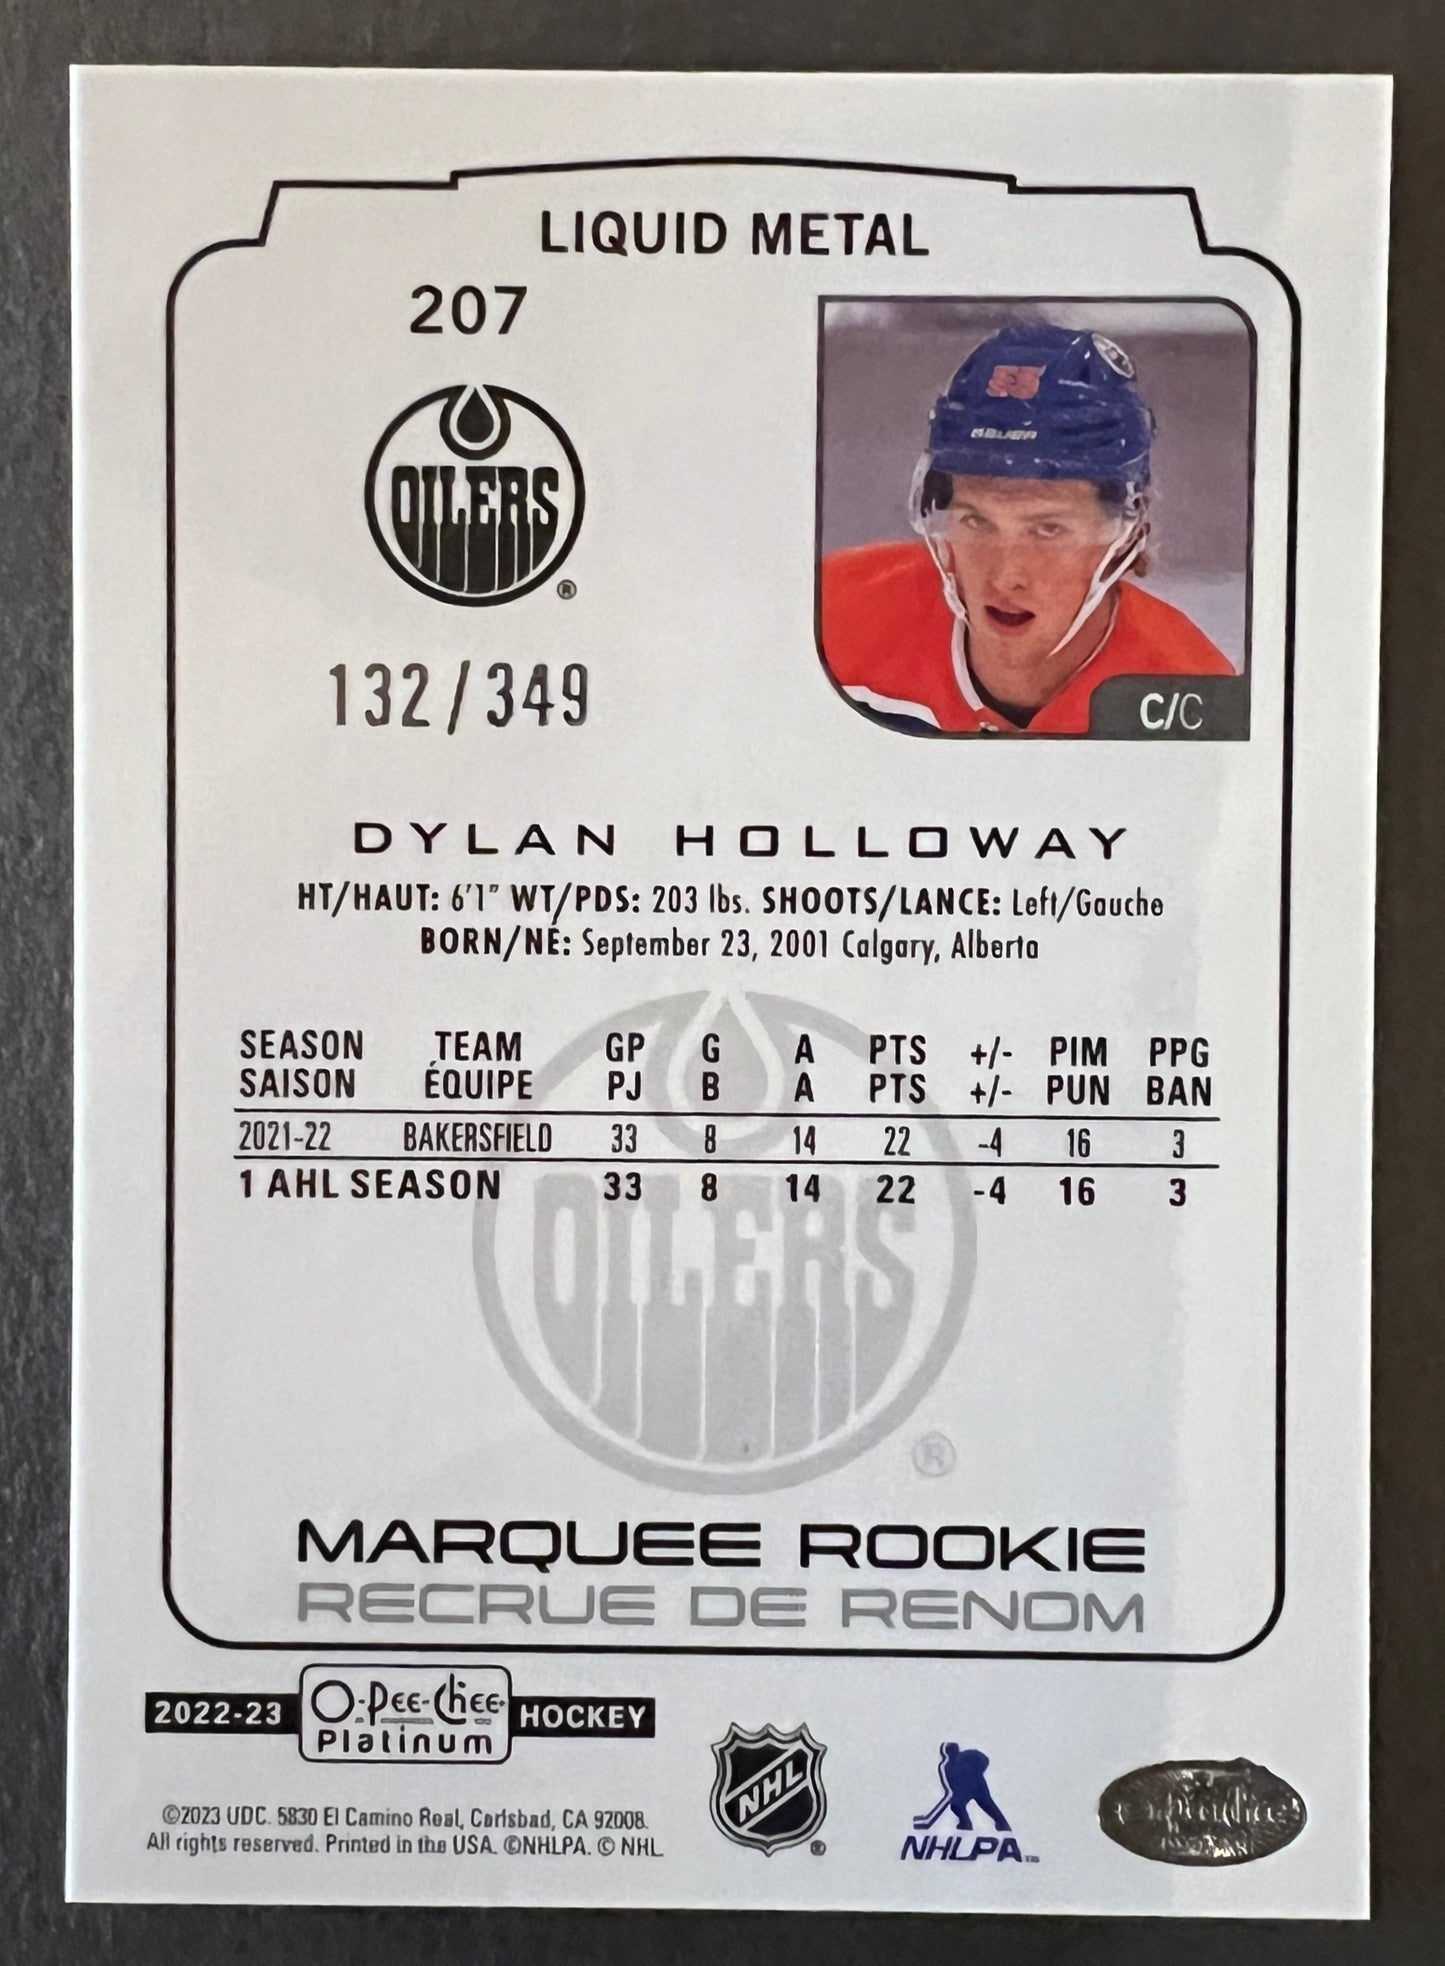 LIQUID METAL
207
OILERS
®
132/349
55
BAUER
C/C
DYLAN HOLLOWAY
HT/HAUT: 6'1" WT/PDS: 203 lbs. SHOOTS/LANCE: Left/Gauche
BORN/NÉ: September 23, 2001 Calgary, Alberta
SEASON TEAM GP G A PTS +/- PIM PPG
SAISON ÉQUIPE PJ B A PTS +/- PUN BAN
2021-22 BAKERSFIELD 33 8 14 22 -4 16 3
1 AHL SEASON 33 8 14 22 -4 16 3
OILERS
®
MARQUEE ROOKIE
RECRUE DE RENOM
2022-23 O-Pee-Chee Platinum HOCKEY
NHL
®
NHLPA
©2023 UDC. 5830 El Camino Real, Carlsbad, CA 92008.
All rights reserved. Printed in the USA. ©NHLPA. © NHL